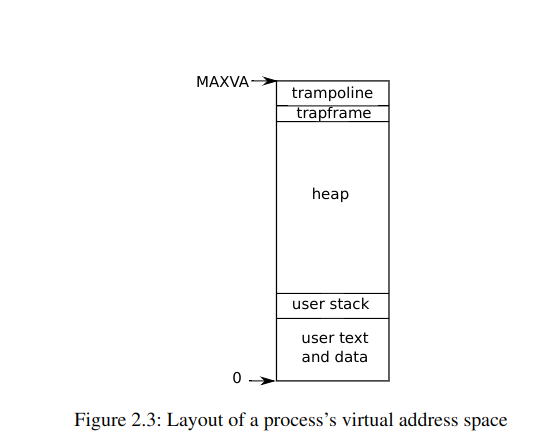 MAXVA
trampoline
trapframe
heap
user stack
user text
and data
0
Figure 2.3: Layout of a process’s virtual address space